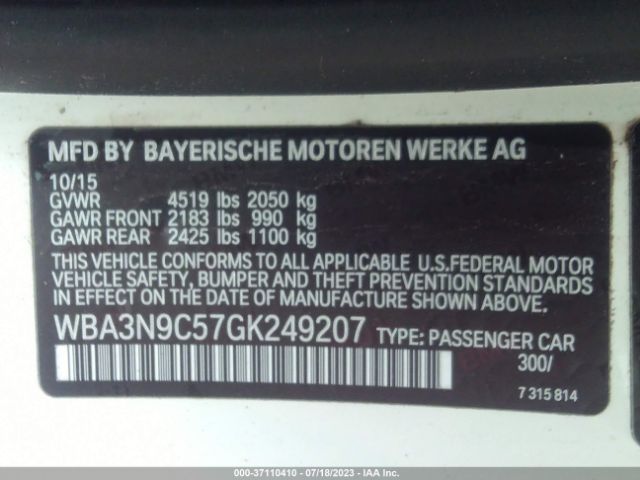 MFD BY BAYERISCHE MOTOREN WERKE AG
10/15
GVWR 4519 lbs 2050 kg
GAWR FRONT 2183 lbs 990 kg
GAWR REAR 2425 lbs 1100 kg
THIS VEHICLE CONFORMS TO ALL APPLICABLE U.S.FEDERAL MOTOR
VEHICLE SAFETY, BUMPER AND THEFT PREVENTION STANDARDS
IN EFFECT ON THE DATE OF MANUFACTURE SHOWN ABOVE.
WBA3N9C57GK249207 TYPE: PASSENGER CAR
300/
7 315 814
000-37110410 - 07/18/2023 - IAA Inc.